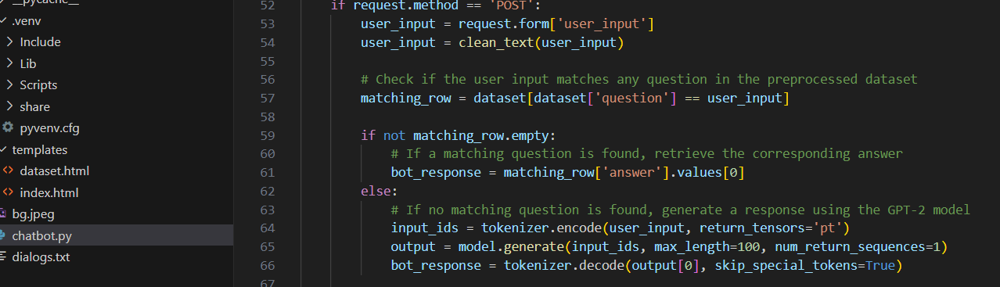 __pycache__
.venv
Include
Lib
Scripts
share
pyvenv.cfg
templates
dataset.html
index.html
bg.jpeg
chatbot.py
dialogs.txt
52 if request.method == 'POST':
53 user_input = request.form['user_input']
54 user_input = clean_text(user_input)
55
56 # Check if the user input matches any question in the preprocessed dataset
57 matching_row = dataset[dataset['question'] == user_input]
58
59 if not matching_row.empty:
60 # If a matching question is found, retrieve the corresponding answer
61 bot_response = matching_row['answer'].values[0]
62 else:
63 # If no matching question is found, generate a response using the GPT-2 model
64 input_ids = tokenizer.encode(user_input, return_tensors='pt')
65 output = model.generate(input_ids, max_length=100, num_return_sequences=1)
66 bot_response = tokenizer.decode(output[0], skip_special_tokens=True)
67